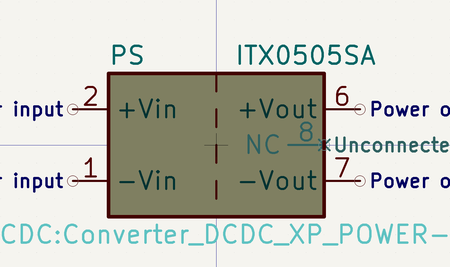 PS ITX0505SA
r input 2 +Vin +Vout 6 Power o
NC 8 Unconnecte
r input 1 -Vin -Vout 7 Power o
CDC:Converter_DCDC_XP_POWER-